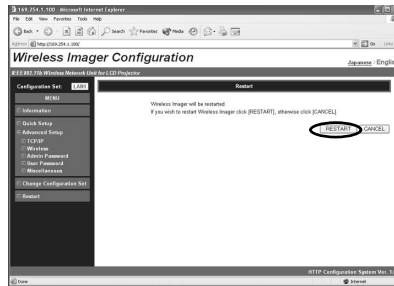 169.254.1.100 - Microsoft Internet Explorer
File Edit View Favorites Tools Help
Back Search Favorites Media
Address http://169.254.1.100/ Go Links
Wireless Imager Configuration
Japanese / English
IEEE802.11b Wireless Network Unit for LCD Projector
Configuration Set: LAN1
Restart
MENU
Information
Quick Setup
Advanced Setup
TCP/IP
Wireless
Admin Password
User Password
Miscellaneous
Change Configuration Set
Restart
Wireless Imager will be restarted.
If you wish to restart Wireless Imager click [RESTART], otherwise click [CANCEL].
RESTART CANCEL
HTTP Configuration System Ver.
Done Internet